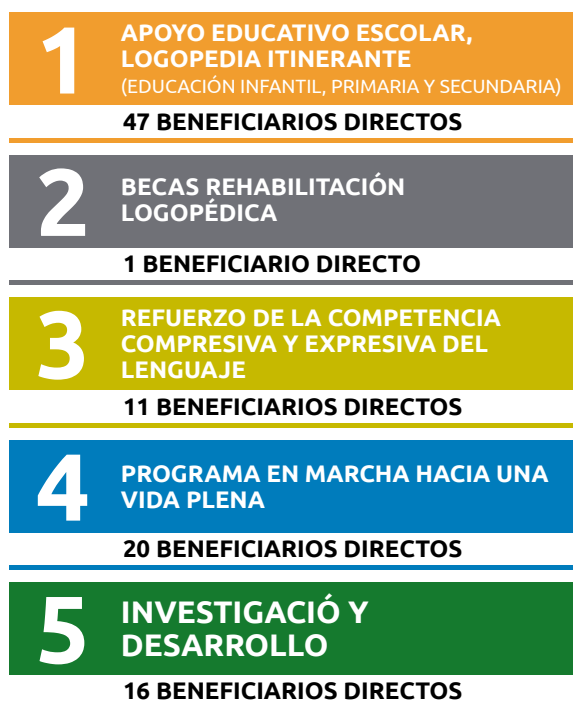 1
APOYO EDUCATIVO ESCOLAR,
LOGOPEDIA ITINERANTE
(EDUCACIÓN INFANTIL, PRIMARIA Y SECUNDARIA)
47 BENEFICIARIOS DIRECTOS
2
BECAS REHABILITACIÓN
LOGOPÉDICA
1 BENEFICIARIO DIRECTO
3
REFUERZO DE LA COMPETENCIA
COMPRESIVA Y EXPRESIVA DEL
LENGUAJE
11 BENEFICIARIOS DIRECTOS
4
PROGRAMA EN MARCHA HACIA UNA
VIDA PLENA
20 BENEFICIARIOS DIRECTOS
5
INVESTIGACIÓ Y
DESARROLLO
16 BENEFICIARIOS DIRECTOS